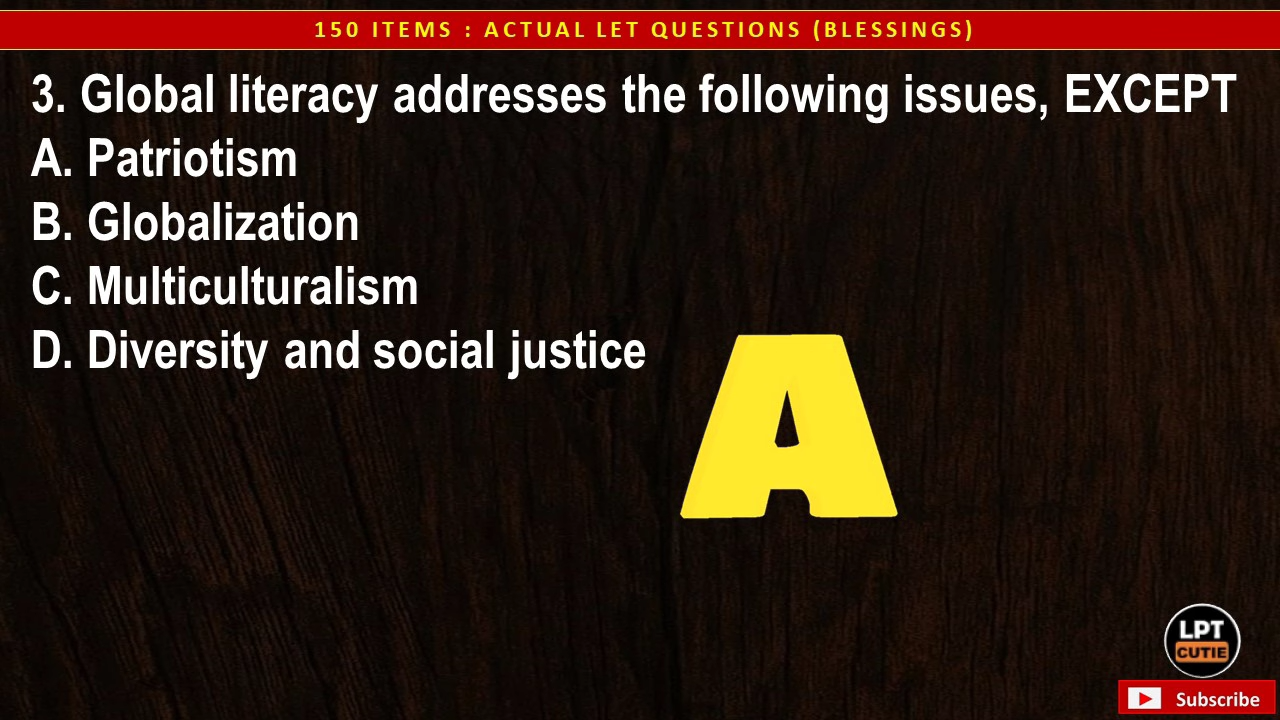 150 ITEMS : ACTUAL LET QUESTIONS (BLESSINGS)
3. Global literacy addresses the following issues, EXCEPT
A. Patriotism
B. Globalization
C. Multiculturalism
D. Diversity and social justice
A
LPT
CUTIE
Subscribe